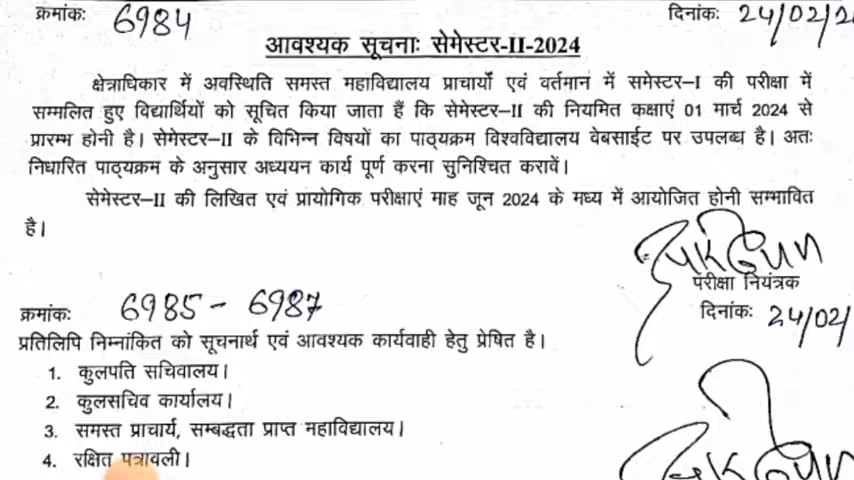 क्रमांकः 6984 दिनांकः 24/02/2
आवश्यक सूचनाः सेमेस्टर-II-2024
क्षेत्राधिकार में अवस्थिति समस्त महाविद्यालय प्राचार्यो एवं वर्तमान में समेस्टर–I की परीक्षा में
सम्मलित हुए विद्यार्थियों को सूचित किया जाता हैं कि सेमेस्टर–II की नियमित कक्षाएं 01 मार्च 2024 से
प्रारम्भ होनी है। सेमेस्टर–II के विभिन्न विषयों का पाठ्यक्रम विश्वविद्यालय वेबसाईट पर उपलब्ध है। अतः
निधारित पाठ्यक्रम के अनुसार अध्ययन कार्य पूर्ण करना सुनिश्चित करावें।
सेमेस्टर–II की लिखित एवं प्रायोगिक परीक्षाएं माह जून 2024 के मध्य में आयोजित होनी सम्भावित
है।
परीक्षा नियंत्रक
क्रमांकः 6985 – 6987 दिनांकः 24/02/
प्रतिलिपि निम्नांकित को सूचनार्थ एवं आवश्यक कार्यवाही हेतु प्रेषित है।
1. कुलपति सचिवालय।
2. कुलसचिव कार्यालय।
3. समस्त प्राचार्य, सम्बद्धता प्राप्त महाविद्यालय।
4. रक्षित पत्रावली।